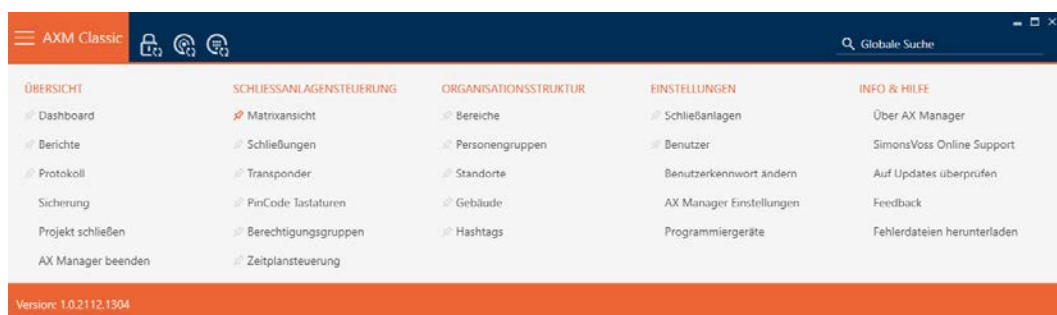 AXM Classic
Globale Suche
ÜBERSICHT
Dashboard
Berichte
Protokoll
Sicherung
Projekt schließen
AX Manager beenden
SCHLIESSANLAGENSTEUERUNG
Matrixansicht
Schließungen
Transponder
PinCode Tastaturen
Berechtigungsgruppen
Zeitplansteuerung
ORGANISATIONSSTRUKTUR
Bereiche
Personengruppen
Standorte
Gebäude
Hashtags
EINSTELLUNGEN
Schließanlagen
Benutzer
Benutzerkennwort ändern
AX Manager Einstellungen
Programmiergeräte
INFO & HILFE
Über AX Manager
SimonsVoss Online Support
Auf Updates überprüfen
Feedback
Fehlerdateien herunterladen
Version: 1.0.2112.1304